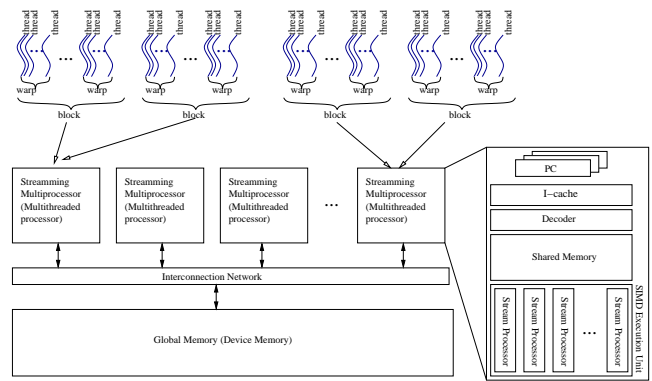 thread thread thread thread thread thread thread thread thread thread thread thread thread thread thread thread
... ... ... ... ... ... ... ... ... ... ... ...
warp warp warp warp warp warp warp warp
block block block block
Streamming
Multiprocessor
(Multithreaded
processor)
Streamming
Multiprocessor
(Multithreaded
processor)
Streamming
Multiprocessor
(Multithreaded
processor)
...
Streamming
Multiprocessor
(Multithreaded
processor)
Interconnection Network
Global Memory (Device Memory)
PC
I-cache
Decoder
Shared Memory
Stream Processor
Stream Processor
Stream Processor
...
Stream Processor
SIMD Execution Unit